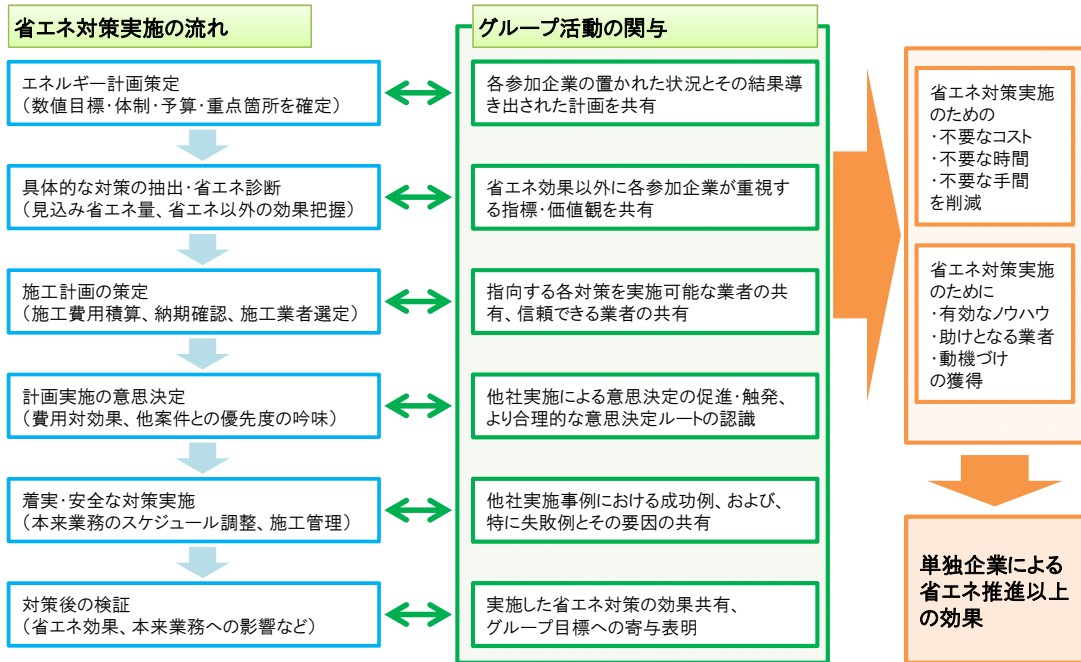 省エネ対策実施の流れ
グループ活動の関与
エネルギー計画策定
(数値目標・体制・予算・重点箇所を確定)
各参加企業の置かれた状況とその結果導
き出された計画を共有
具体的な対策の抽出・省エネ診断
(見込み省エネ量、省エネ以外の効果把握)
省エネ効果以外に各参加企業が重視す
る指標・価値観を共有
施工計画の策定
(施工費用積算、納期確認、施工業者選定)
指向する各対策を実施可能な業者の共
有、信頼できる業者の共有
計画実施の意思決定
(費用対効果、他案件との優先度の吟味)
他社実施による意思決定の促進・触発、
より合理的な意思決定ルートの認識
着実・安全な対策実施
(本来業務のスケジュール調整、施工管理)
他社実施事例における成功例、および、
特に失敗例とその要因の共有
対策後の検証
(省エネ効果、本来業務への影響など)
実施した省エネ対策の効果共有、
グループ目標への寄与表明
省エネ対策実施
のための
・不要なコスト
・不要な時間
・不要な手間
を削減
省エネ対策実施
のために
・有効なノウハウ
・助けとなる業者
・動機づけ
の獲得
単独企業による
省エネ推進以上
の効果